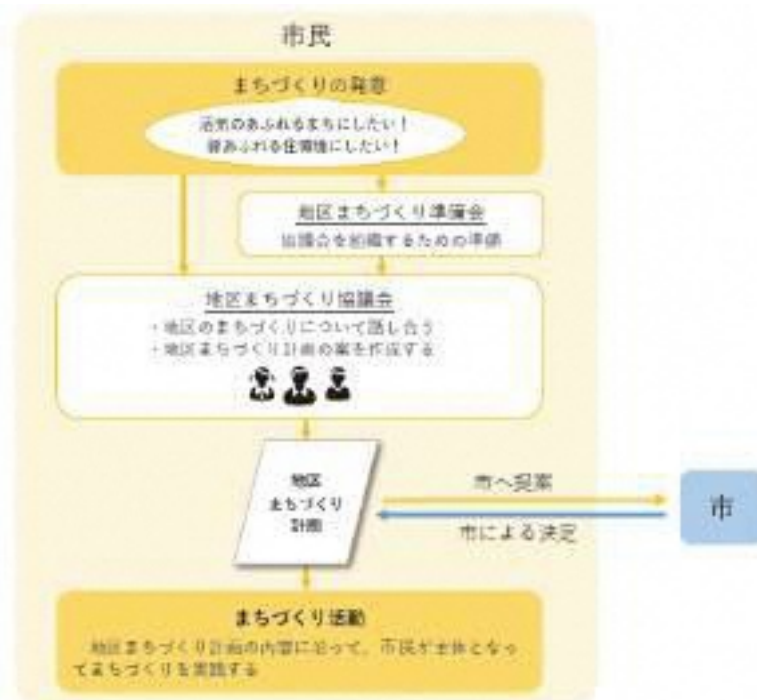 市民
まちづくりの発意
活気のあふれるまちにしたい！
緑あふれる住環境にしたい！
地区まちづくり準備会
協議会を組織するための準備
地区まちづくり協議会
・地区のまちづくりについて話し合う
・地区まちづくり計画の案を作成する
地区
まちづくり
計画
市へ提案
市による決定
市
まちづくり活動
地区まちづくり計画の内容に沿って、市民が主体となっ
てまちづくりを実践する